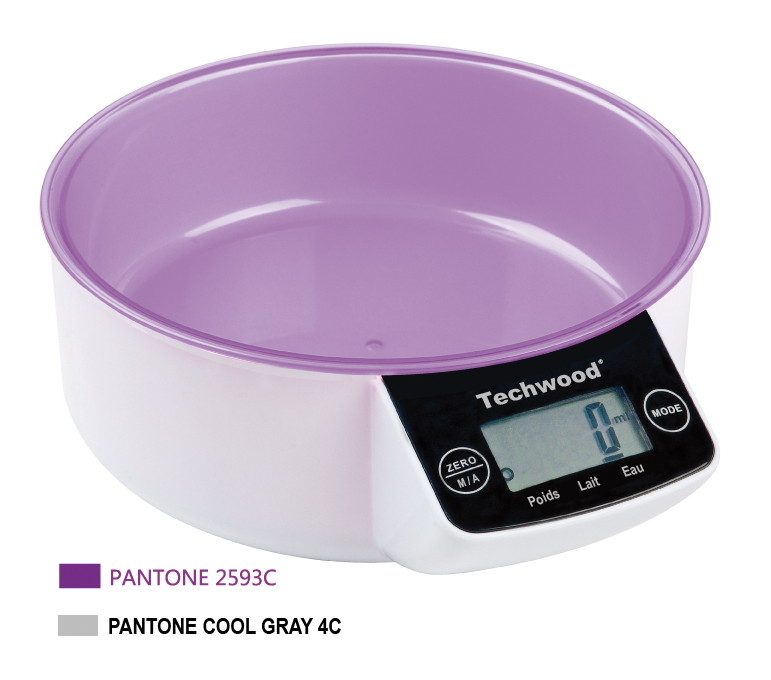 Techwood®
ZERO
M/A
0 ml
MODE
Poids Lait Eau
PANTONE 2593C
PANTONE COOL GRAY 4C